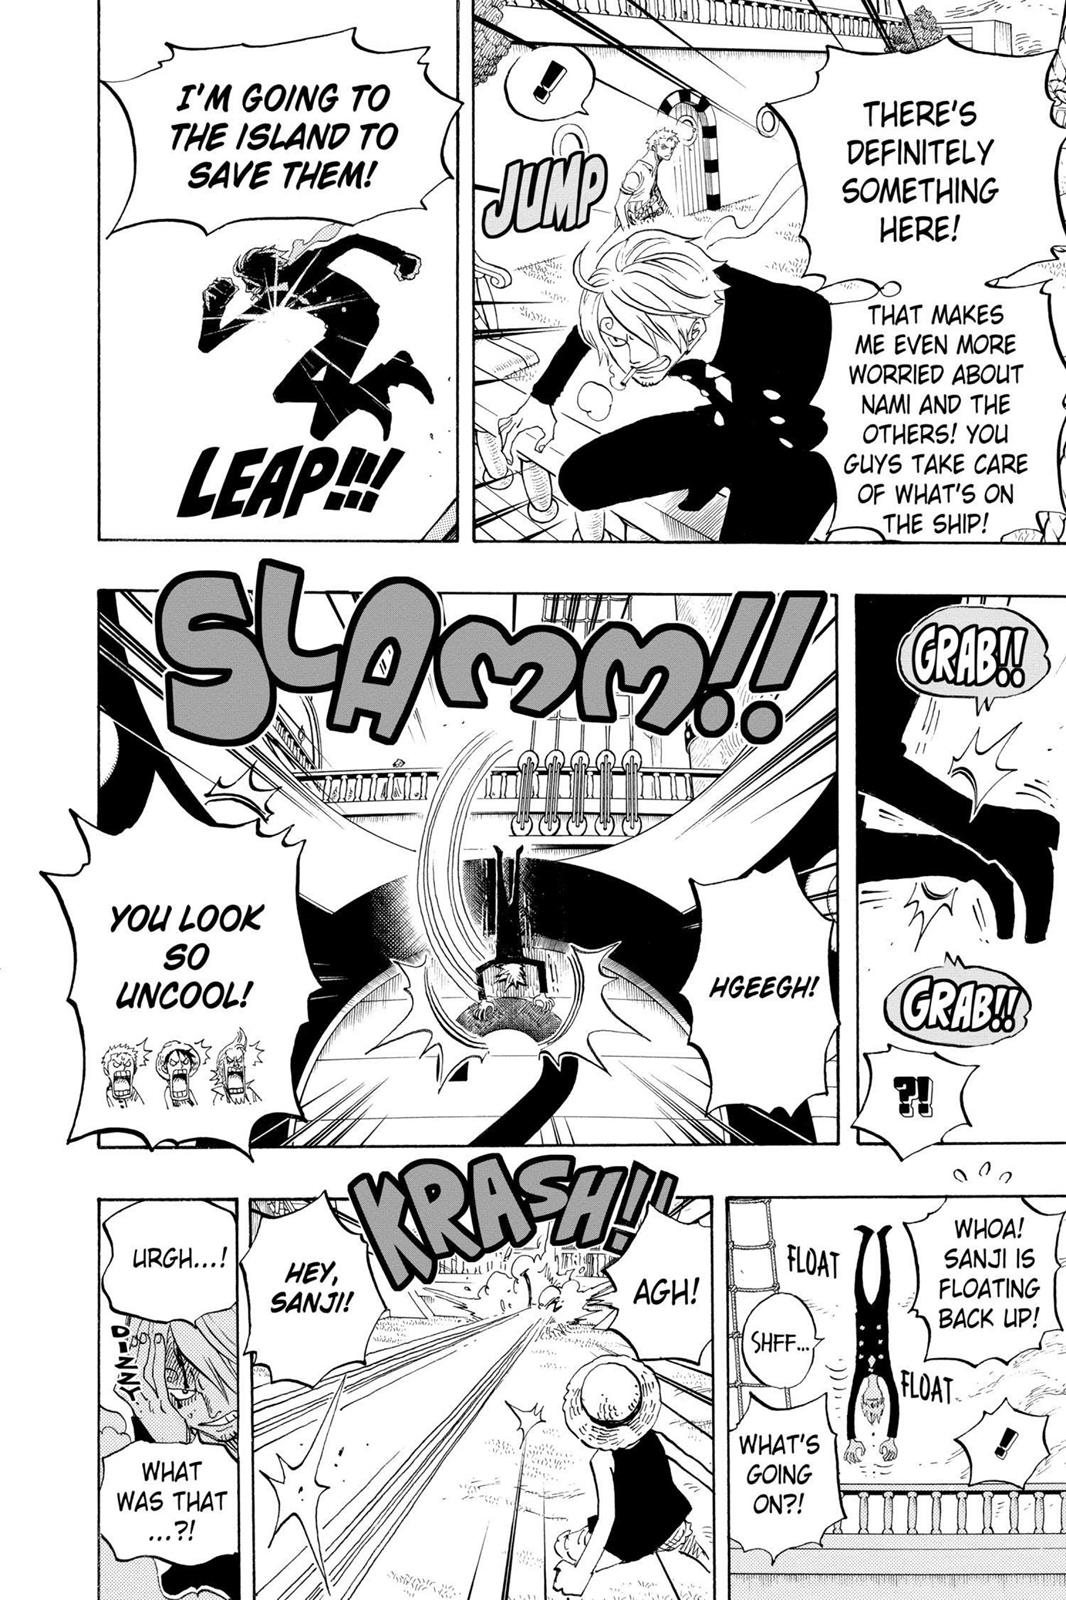 THERE'S
DEFINITELY
SOMETHING
HERE!
THAT MAKES
ME EVEN MORE
WORRIED ABOUT
NAMI AND THE
OTHERS! YOU
GUYS TAKE CARE
OF WHAT'S ON
THE SHIP!
!
JUMP
I'M GOING TO
THE ISLAND TO
SAVE THEM!
LEAP!!!
GRAB!!
GRAB!!
?!
SLAMM!!
HGEEGH!
YOU LOOK
SO
UNCOOL!
WHOA!
SANJI IS
FLOATING
BACK UP!
FLOAT
FLOAT
SHFF...
!
WHAT'S
GOING
ON?!
KRASH!!
AGH!
HEY,
SANJI!
URGH...!
DIZZY
WHAT
WAS THAT
...?!